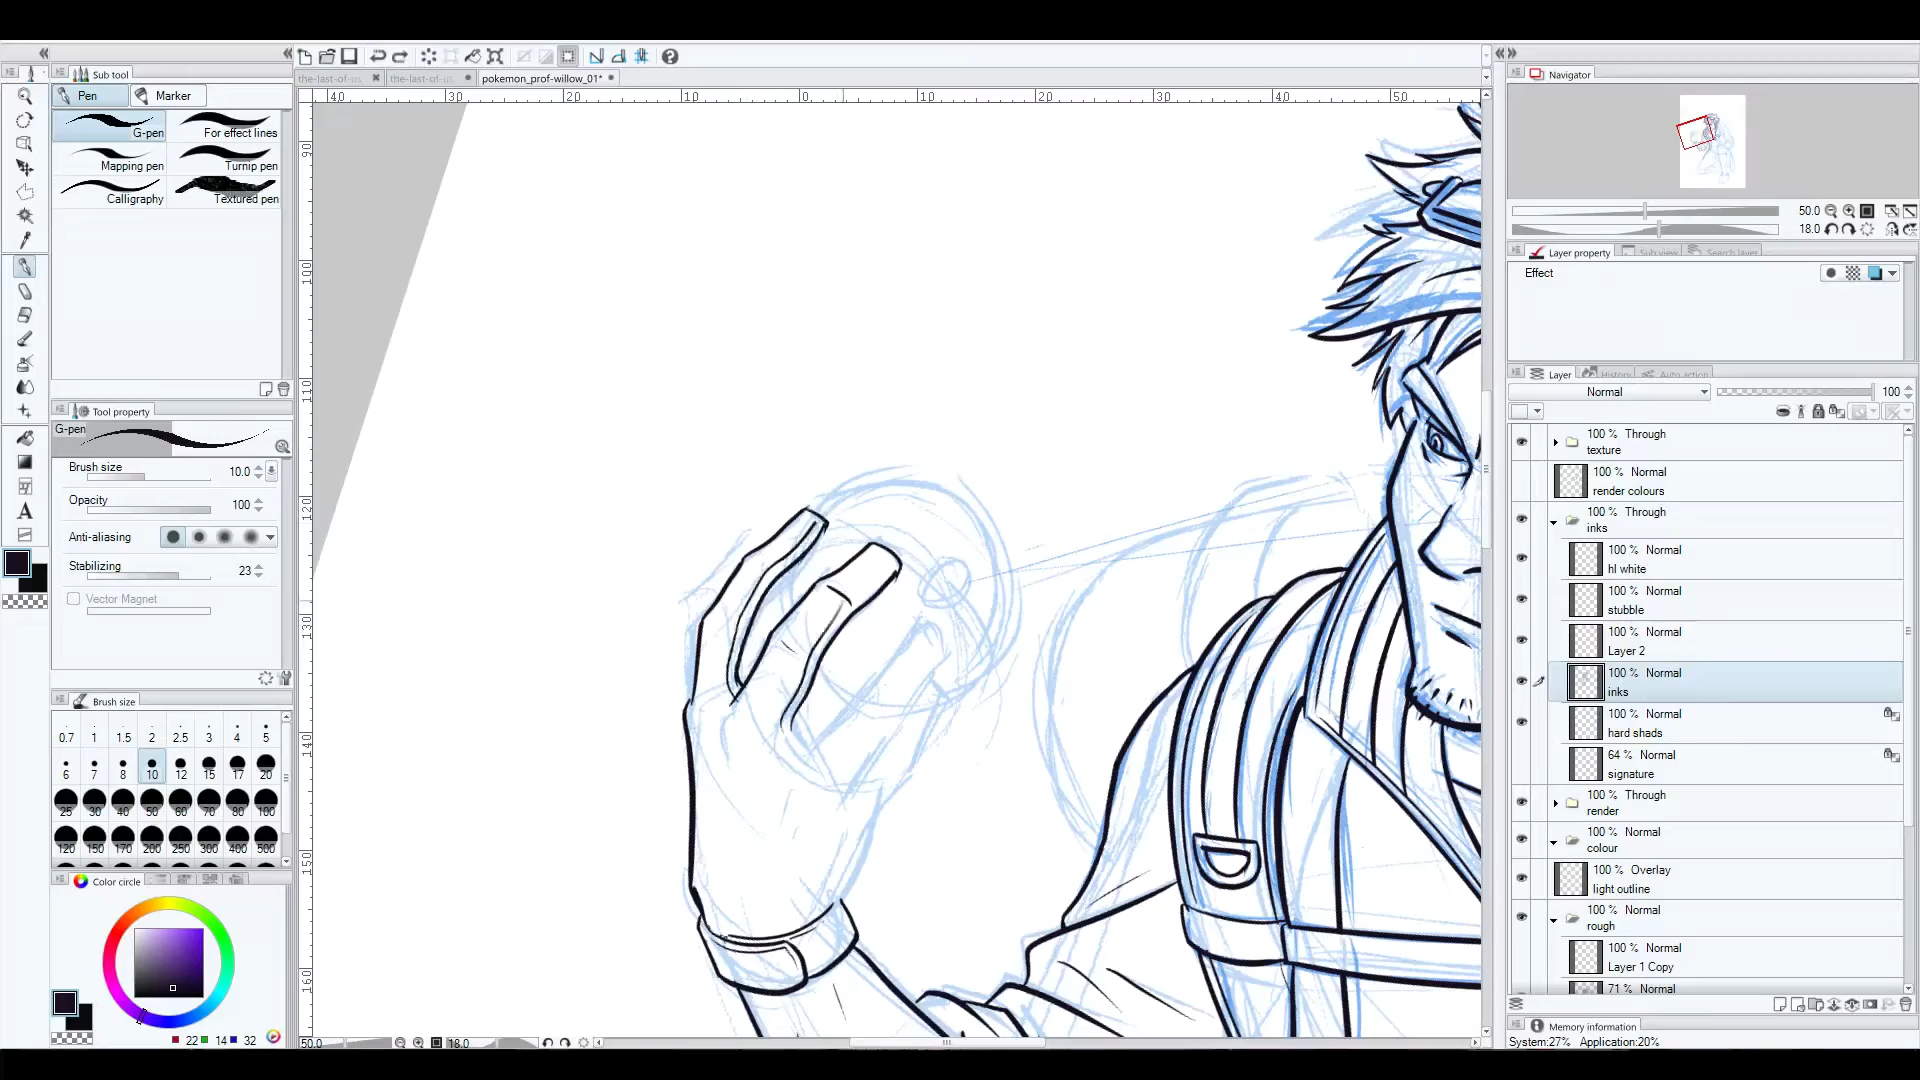 Sub tool
Pen
Marker
G-pen
For effect lines
Mapping pen
Turnip pen
Calligraphy
Textured pen
Tool property
G-pen
Brush size 10.0
Opacity 100
Anti-aliasing
Stabilizing 23
Vector Magnet
Brush size
0.7 1 1.5 2 2.5 3 4 5
6 7 8 10 12 15 17 20
25 30 40 50 60 70 80 100
120 150 170 200 250 300 400 500
Color circle
22 14 32
the-last-of-us the-last-of-us pokemon_prof-willow_01*
40 30 20 10 0 10 20 30 40 50
90
100
110
120
130
140
150
160
50.0 18.0
Navigator
50.0
18.0
Layer property Sub view Search layer
Effect
Layer History Auto action
Normal 100
100 % Through
texture
100 % Normal
render colours
100 % Through
inks
100 % Normal
hl white
100 % Normal
stubble
100 % Normal
Layer 2
100 % Normal
inks
100 % Normal
hard shads
64 % Normal
signature
100 % Through
render
100 % Normal
colour
100 % Overlay
light outline
100 % Normal
rough
100 % Normal
Layer 1 Copy
71 % Normal
Memory information
System:27% Application:20%